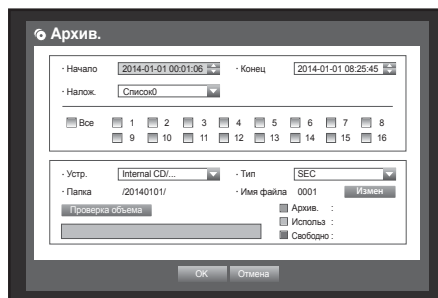 Архив.
· Начало 2014-01-01 00:01:06 · Конец 2014-01-01 08:25:45
· Налож. Список0
Все 1 2 3 4 5 6 7 8
9 10 11 12 13 14 15 16
· Устр. Internal CD/... · Тип SEC
· Папка /20140101/ · Имя файла 0001 Измен
Проверка объема Архив. :
Использ :
Свободно :
OK Отмена